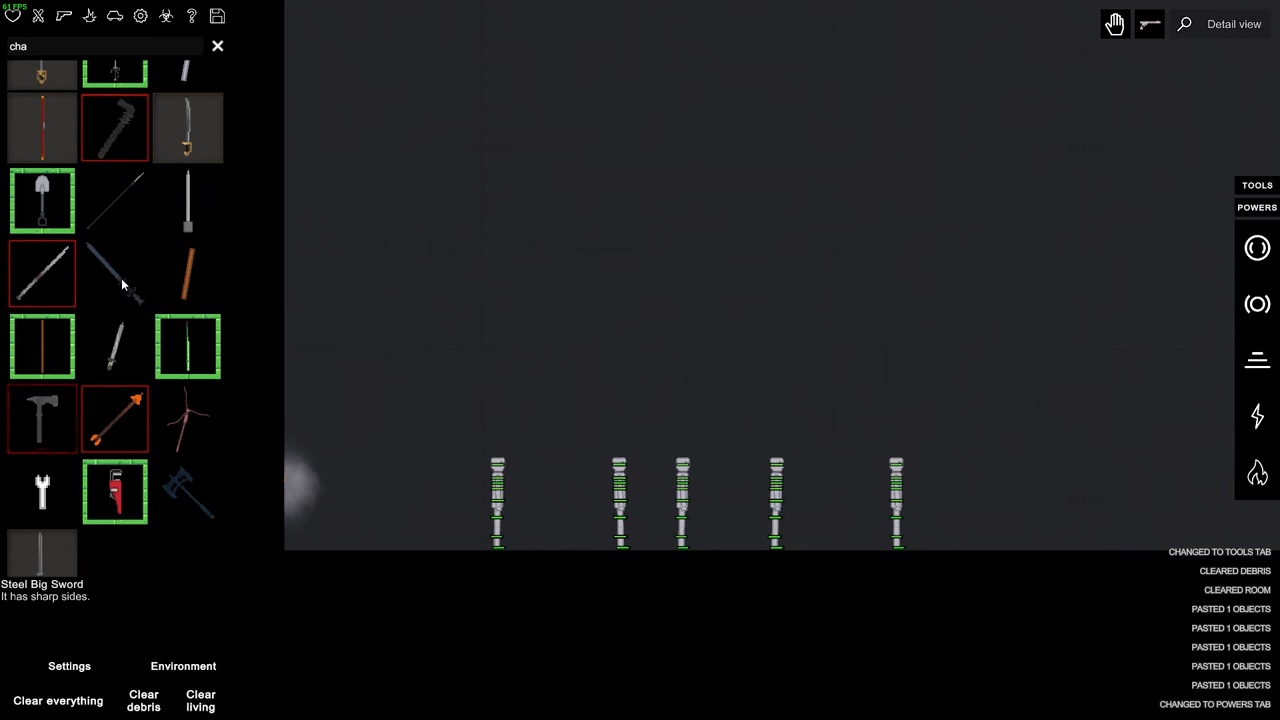 61 FPS
cha
Detail view
TOOLS
POWERS
Steel Big Sword
It has sharp sides.
Settings
Environment
Clear everything
Clear debris
Clear living
CHANGED TO TOOLS TAB
CLEARED DEBRIS
CLEARED ROOM
PASTED 1 OBJECTS
PASTED 1 OBJECTS
PASTED 1 OBJECTS
PASTED 1 OBJECTS
PASTED 1 OBJECTS
CHANGED TO POWERS TAB